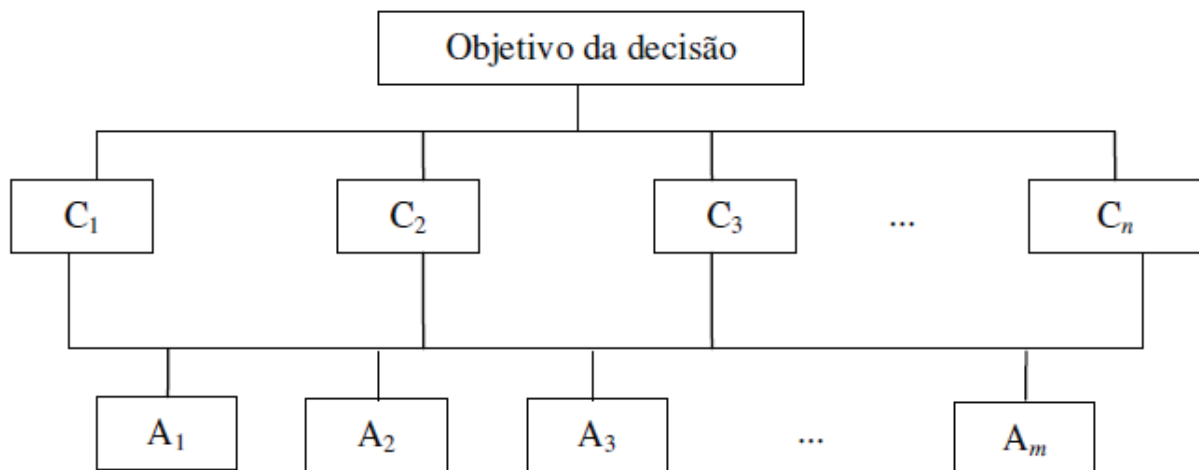 Objetivo da decisão
C₁ C₂ C₃ ... Cₙ
A₁ A₂ A₃ ... Aₘ